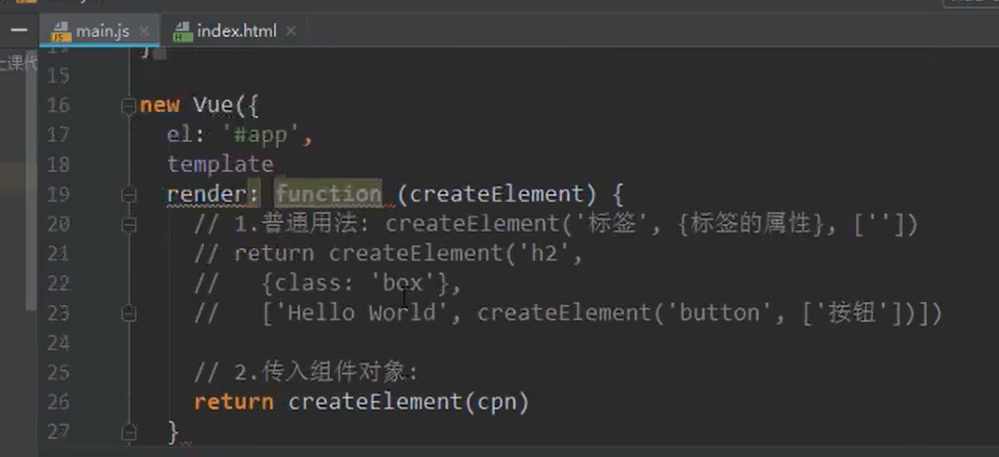 main.js index.html
上课代
15
16 new Vue({
17 el: '#app',
18 template
19 render: function (createElement) {
20 // 1.普通用法: createElement('标签', {标签的属性}, [''])
21 // return createElement('h2',
22 // {class: 'box'},
23 // ['Hello World', createElement('button', ['按钮'])])
24
25 // 2.传入组件对象:
26 return createElement(cpn)
27 }